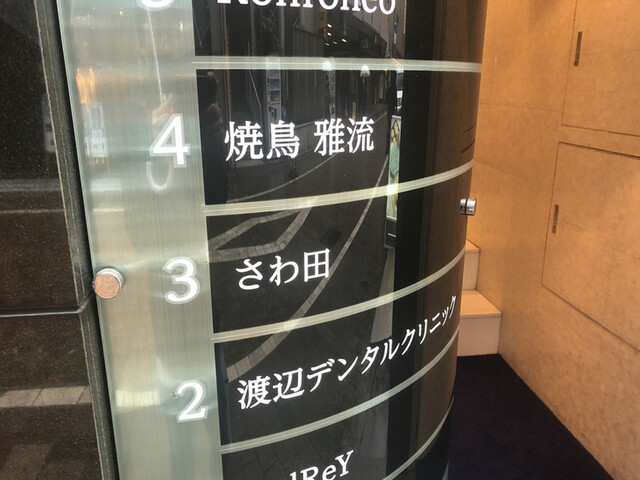 4 焼鳥 雅流
3 さわ田
2 渡辺デンタルクリニック